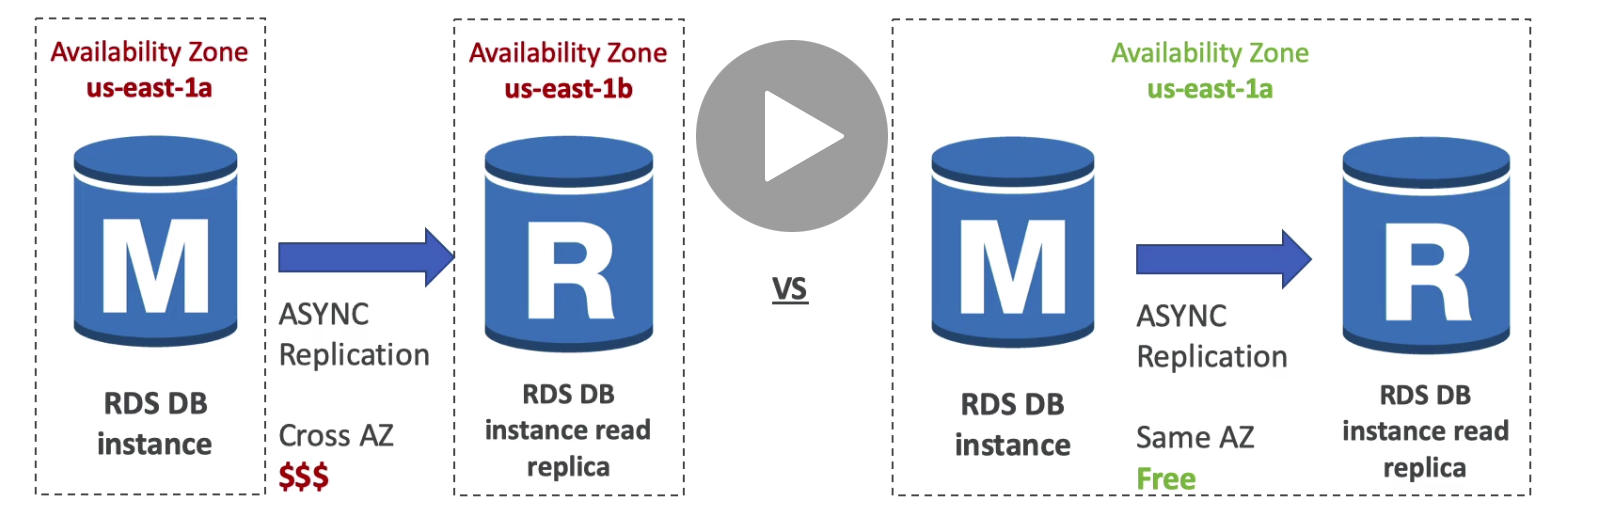 Availability Zone
us-east-1a
M
RDS DB
instance
ASYNC
Replication
Cross AZ
$$$
Availability Zone
us-east-1b
R
RDS DB
instance read
replica
VS
Availability Zone
us-east-1a
M
RDS DB
instance
ASYNC
Replication
Same AZ
Free
R
RDS DB
instance read
replica